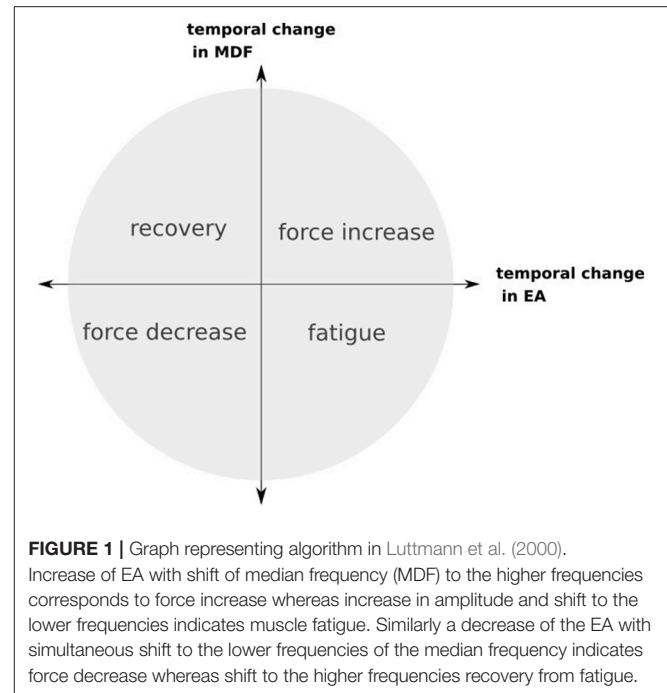 temporal change
in MDF
recovery
force increase
temporal change
in EA
force decrease
fatigue
FIGURE 1 | Graph representing algorithm in Luttmann et al. (2000).
Increase of EA with shift of median frequency (MDF) to the higher frequencies
corresponds to force increase whereas increase in amplitude and shift to the
lower frequencies indicates muscle fatigue. Similarly a decrease of the EA with
simultaneous shift to the lower frequencies of the median frequency indicates
force decrease whereas shift to the higher frequencies recovery from fatigue.